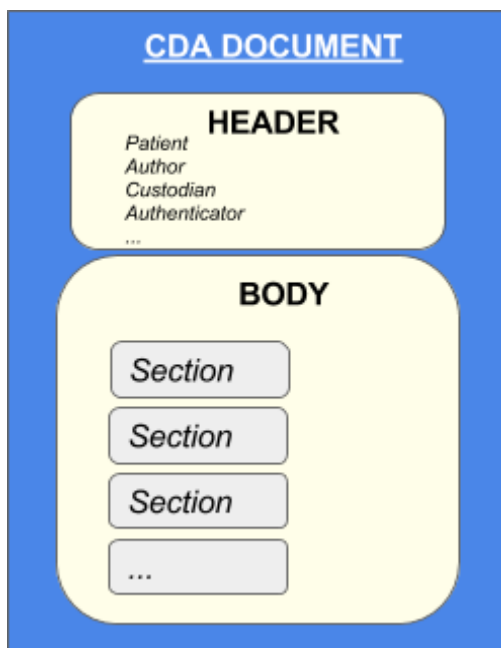 CDA DOCUMENT
HEADER
Patient
Author
Custodian
Authenticator
...
BODY
Section
Section
Section
...